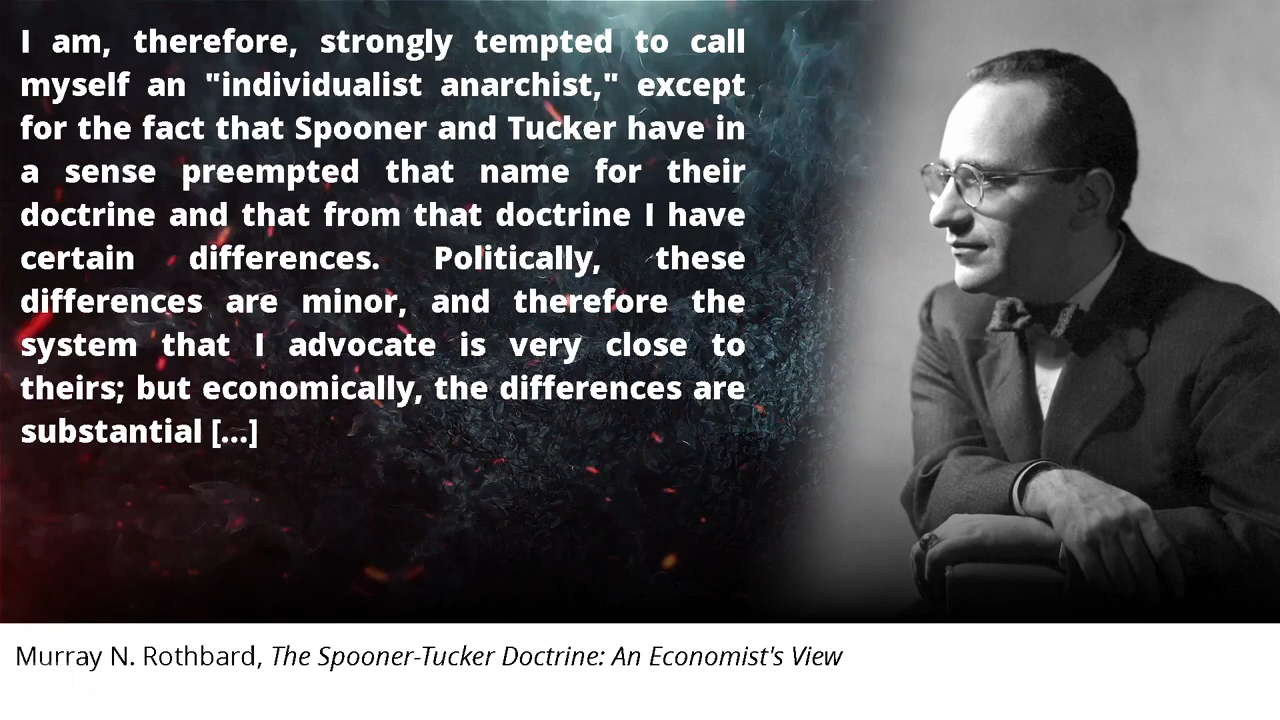 I am, therefore, strongly tempted to call
myself an "individualist anarchist," except
for the fact that Spooner and Tucker have in
a sense preempted that name for their
doctrine and that from that doctrine I have
certain differences. Politically, these
differences are minor, and therefore the
system that I advocate is very close to
theirs; but economically, the differences are
substantial [...]
Murray N. Rothbard, The Spooner-Tucker Doctrine: An Economist's View